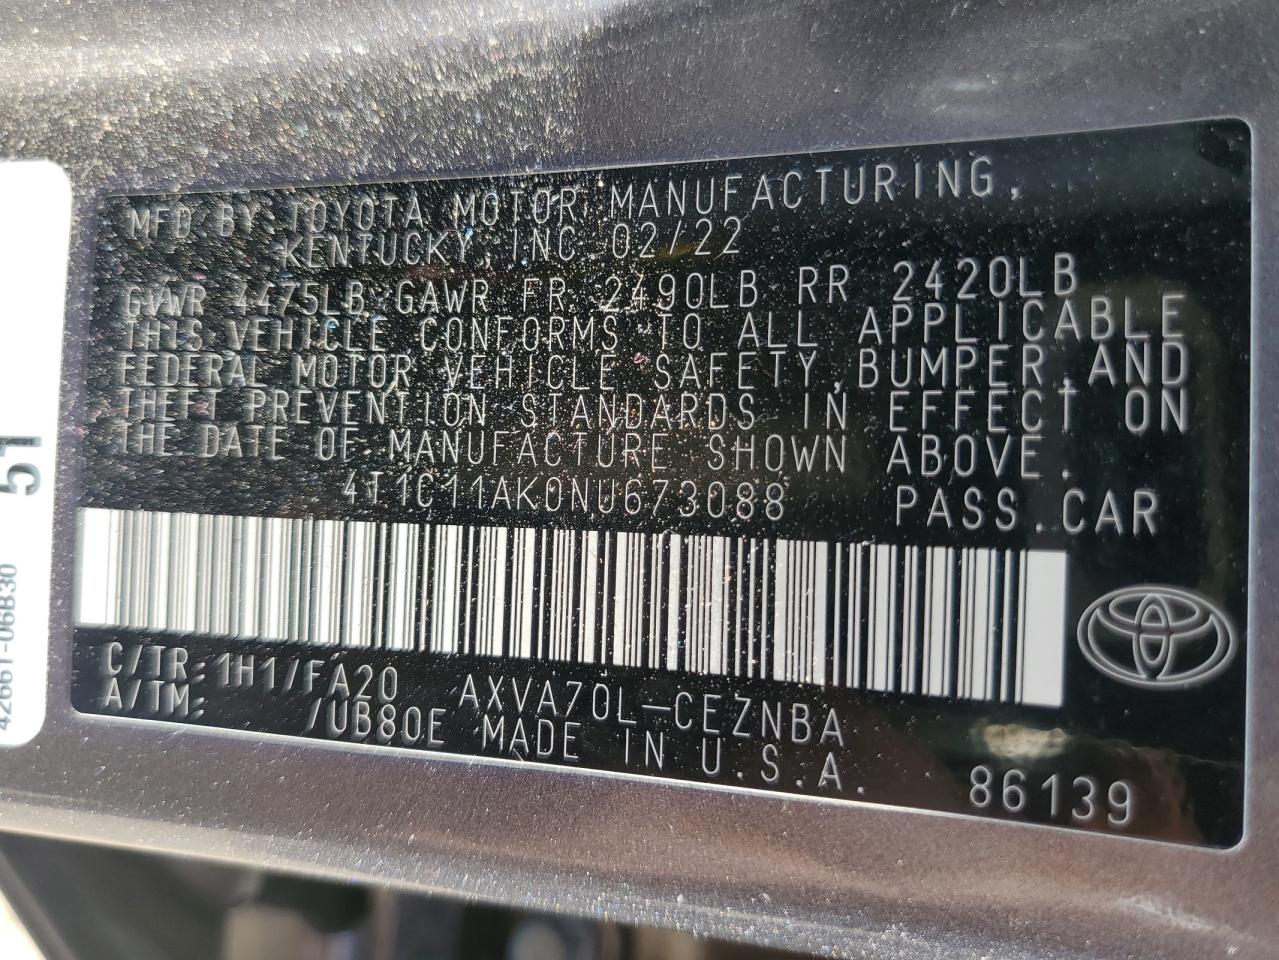 MFD BY TOYOTA MOTOR MANUFACTURING,
KENTUCKY, INC 02/22
GVWR 4475LB GAWR FR 2490LB RR 2420LB
THIS VEHICLE CONFORMS TO ALL APPLICABLE
FEDERAL MOTOR VEHICLE SAFETY, BUMPER, AND
THEFT PREVENTION STANDARDS IN EFFECT ON
THE DATE OF MANUFACTURE SHOWN ABOVE.
4T1C11AK0NU673088 PASS.CAR
C/TR: 1H1/FA20 AXVA70L-CEZNBA
A/TM: /UB80E MADE IN U.S.A.
86139
42661-06B30 51